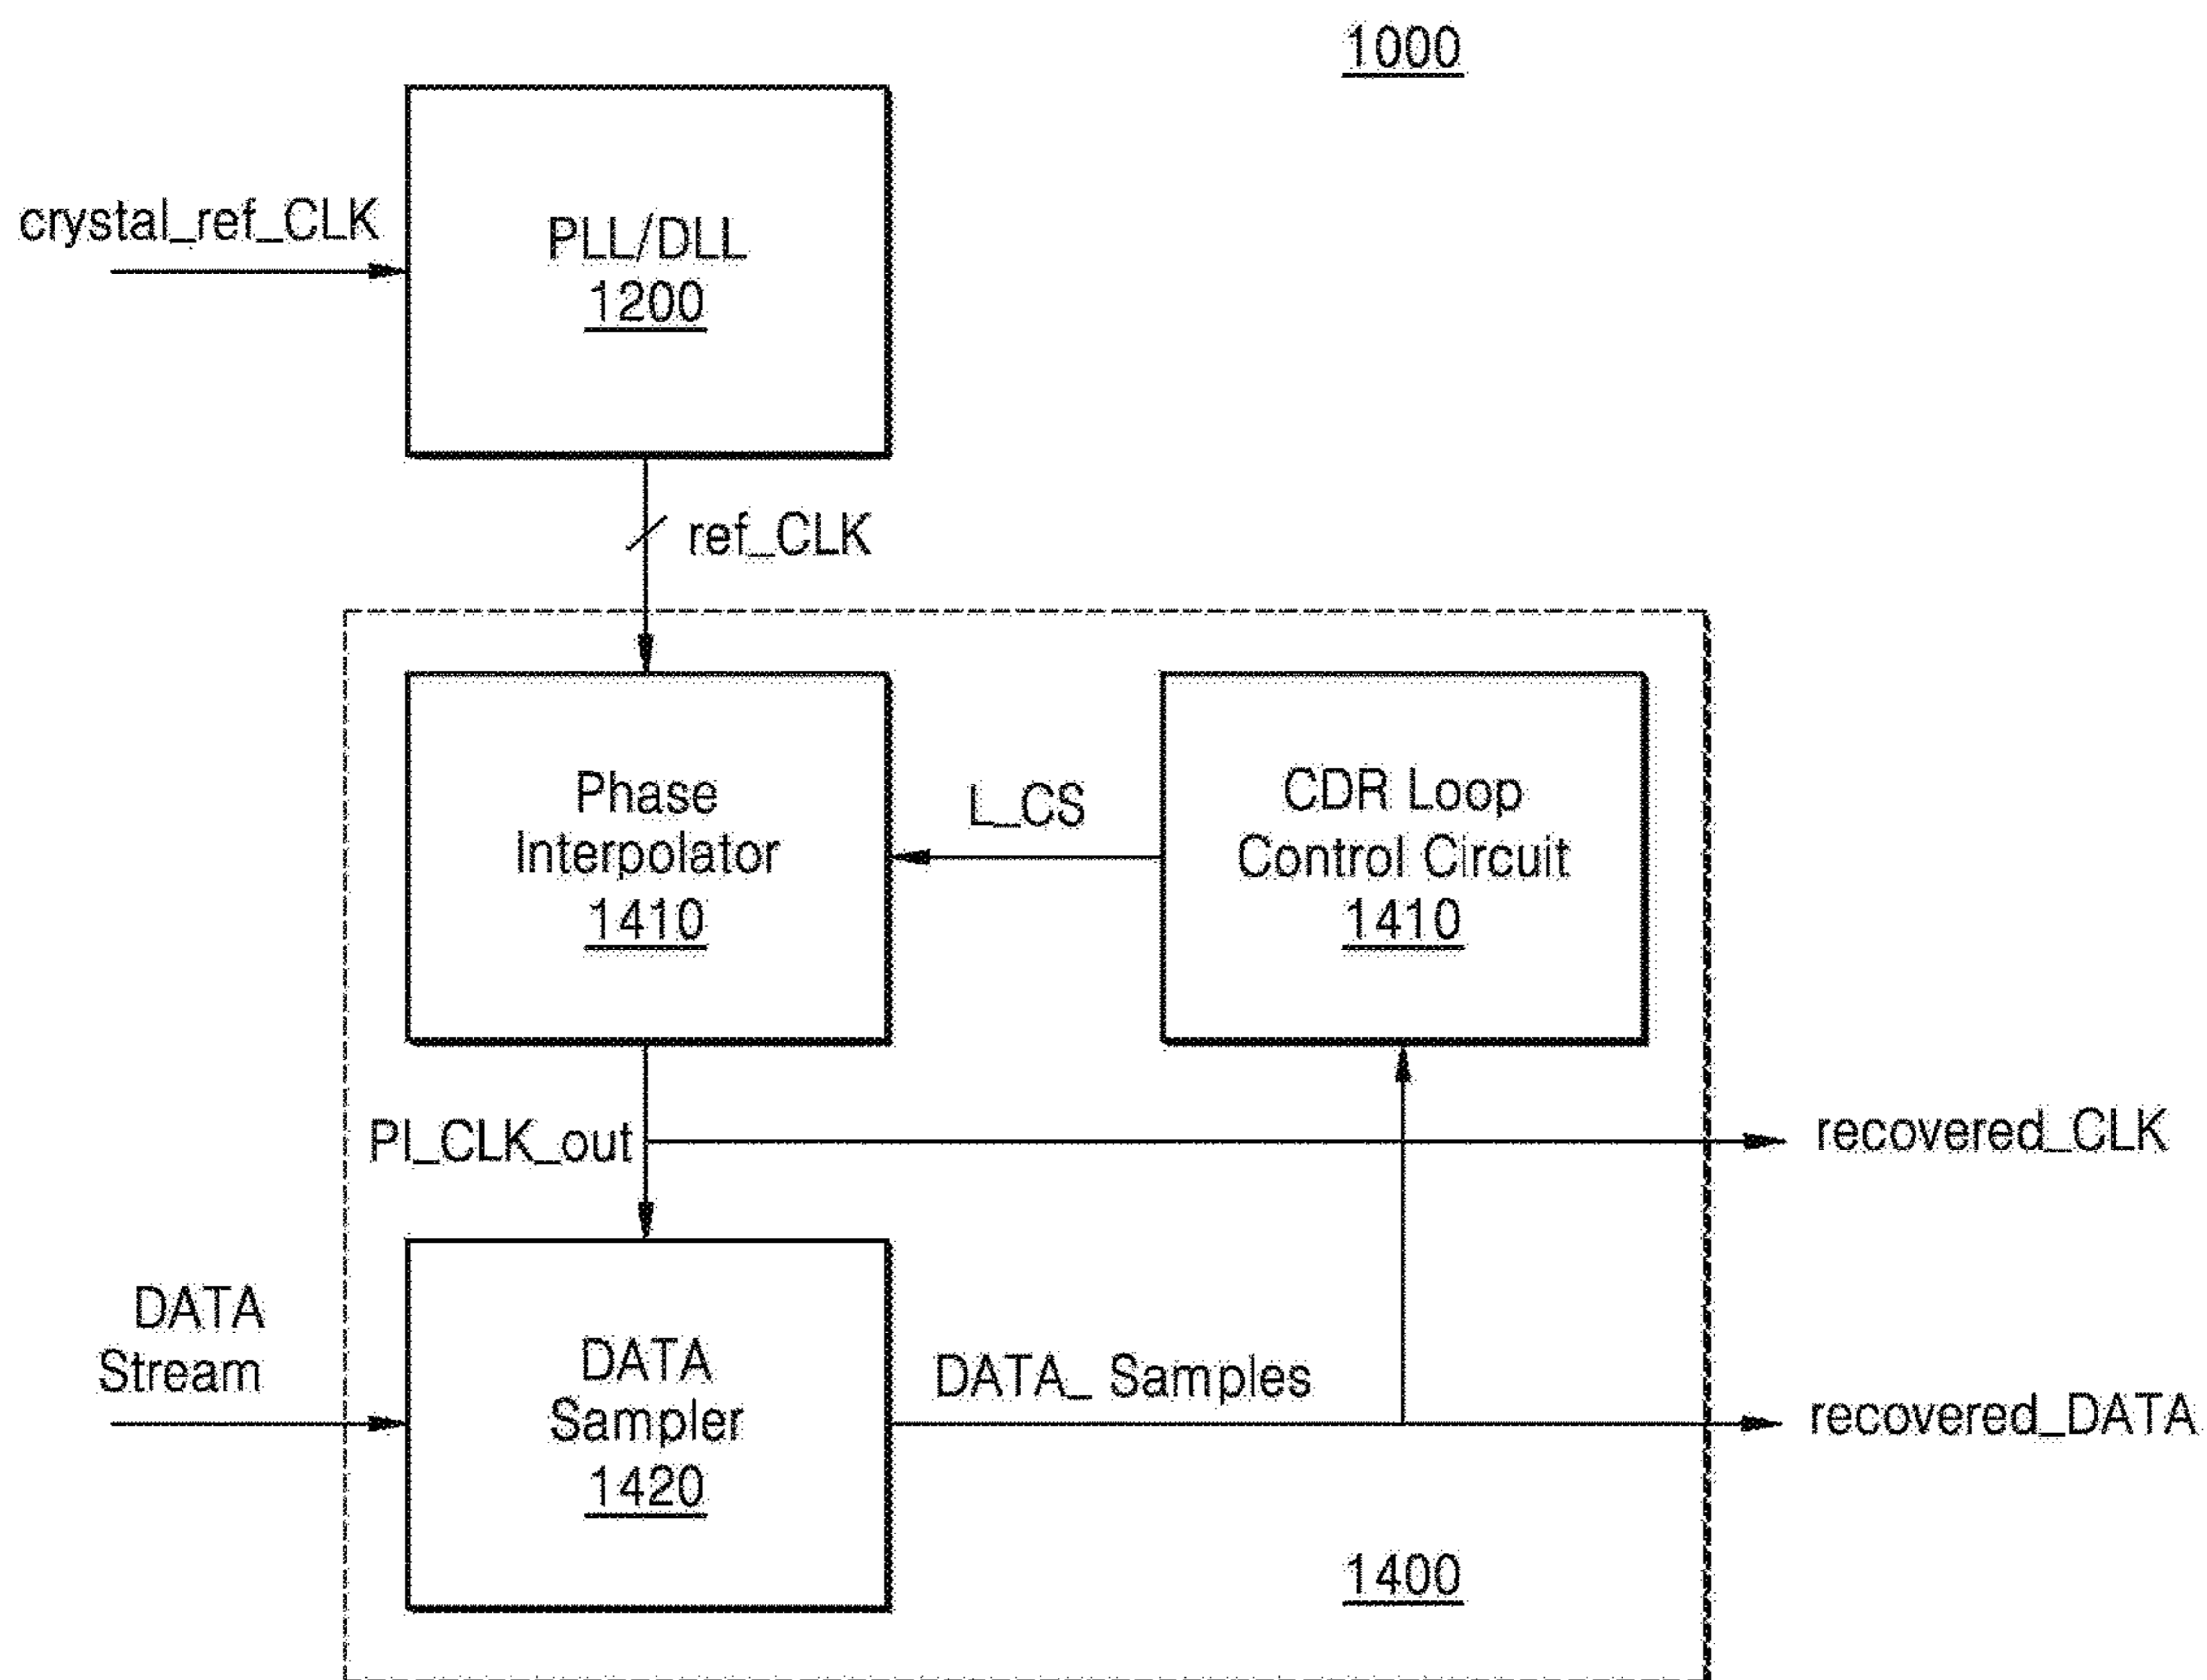 1000
crystal_ref_CLK
PLL/DLL
1200
ref_CLK
Phase
Interpolator
1410
L_CS
CDR Loop
Control Circuit
1410
PI_CLK_out
recovered_CLK
DATA
Stream
DATA
Sampler
1420
DATA_ Samples
recovered_DATA
1400